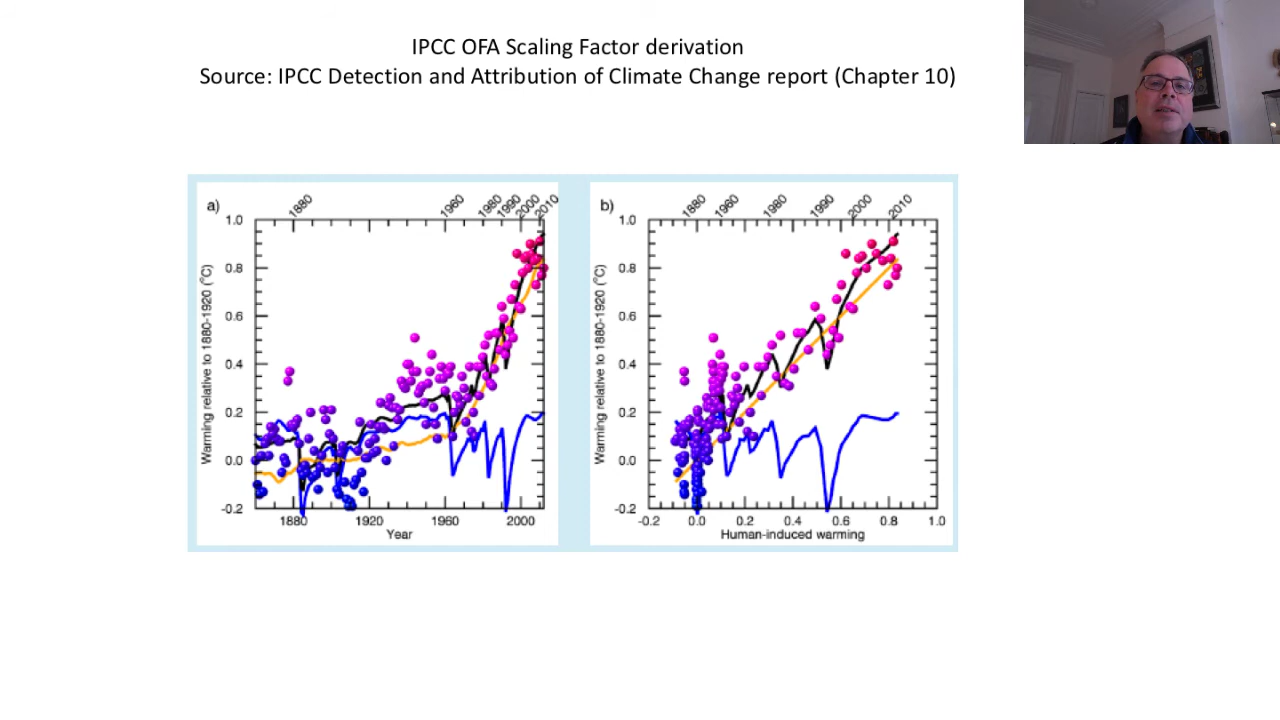 IPCC OFA Scaling Factor derivation
Source: IPCC Detection and Attribution of Climate Change report (Chapter 10)
a)
1880 1960 1980 1990 2000 2010
1.0
0.8
0.6
0.4
0.2
0.0
-0.2
Warming relative to 1880-1920 (°C)
1880 1920 1960 2000
Year
b)
1880 1960 1980 1990 2000 2010
1.0
0.8
0.6
0.4
0.2
0.0
-0.2
Warming relative to 1880-1920 (°C)
-0.2 0.0 0.2 0.4 0.6 0.8 1.0
Human-induced warming